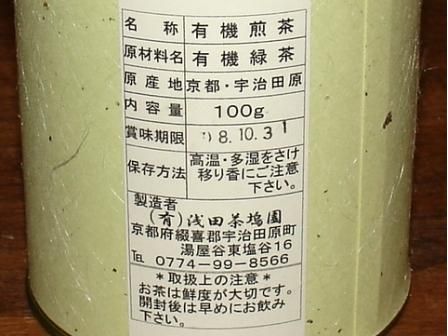 名称 有機煎茶
原材料名 有機緑茶
原産地 京都・宇治田原
内容量 100g
賞味期限 '08.10.31
保存方法 高温・多湿をさけ
移り香にご注意
下さい。
製造者
(有)浅田茶塢園
京都府綴喜郡宇治田原町
湯屋谷東塩谷16
TEL 0774-99-8566
*取扱上の注意*
お茶は鮮度が大切です。
開封後は早めにお飲み
下さい。